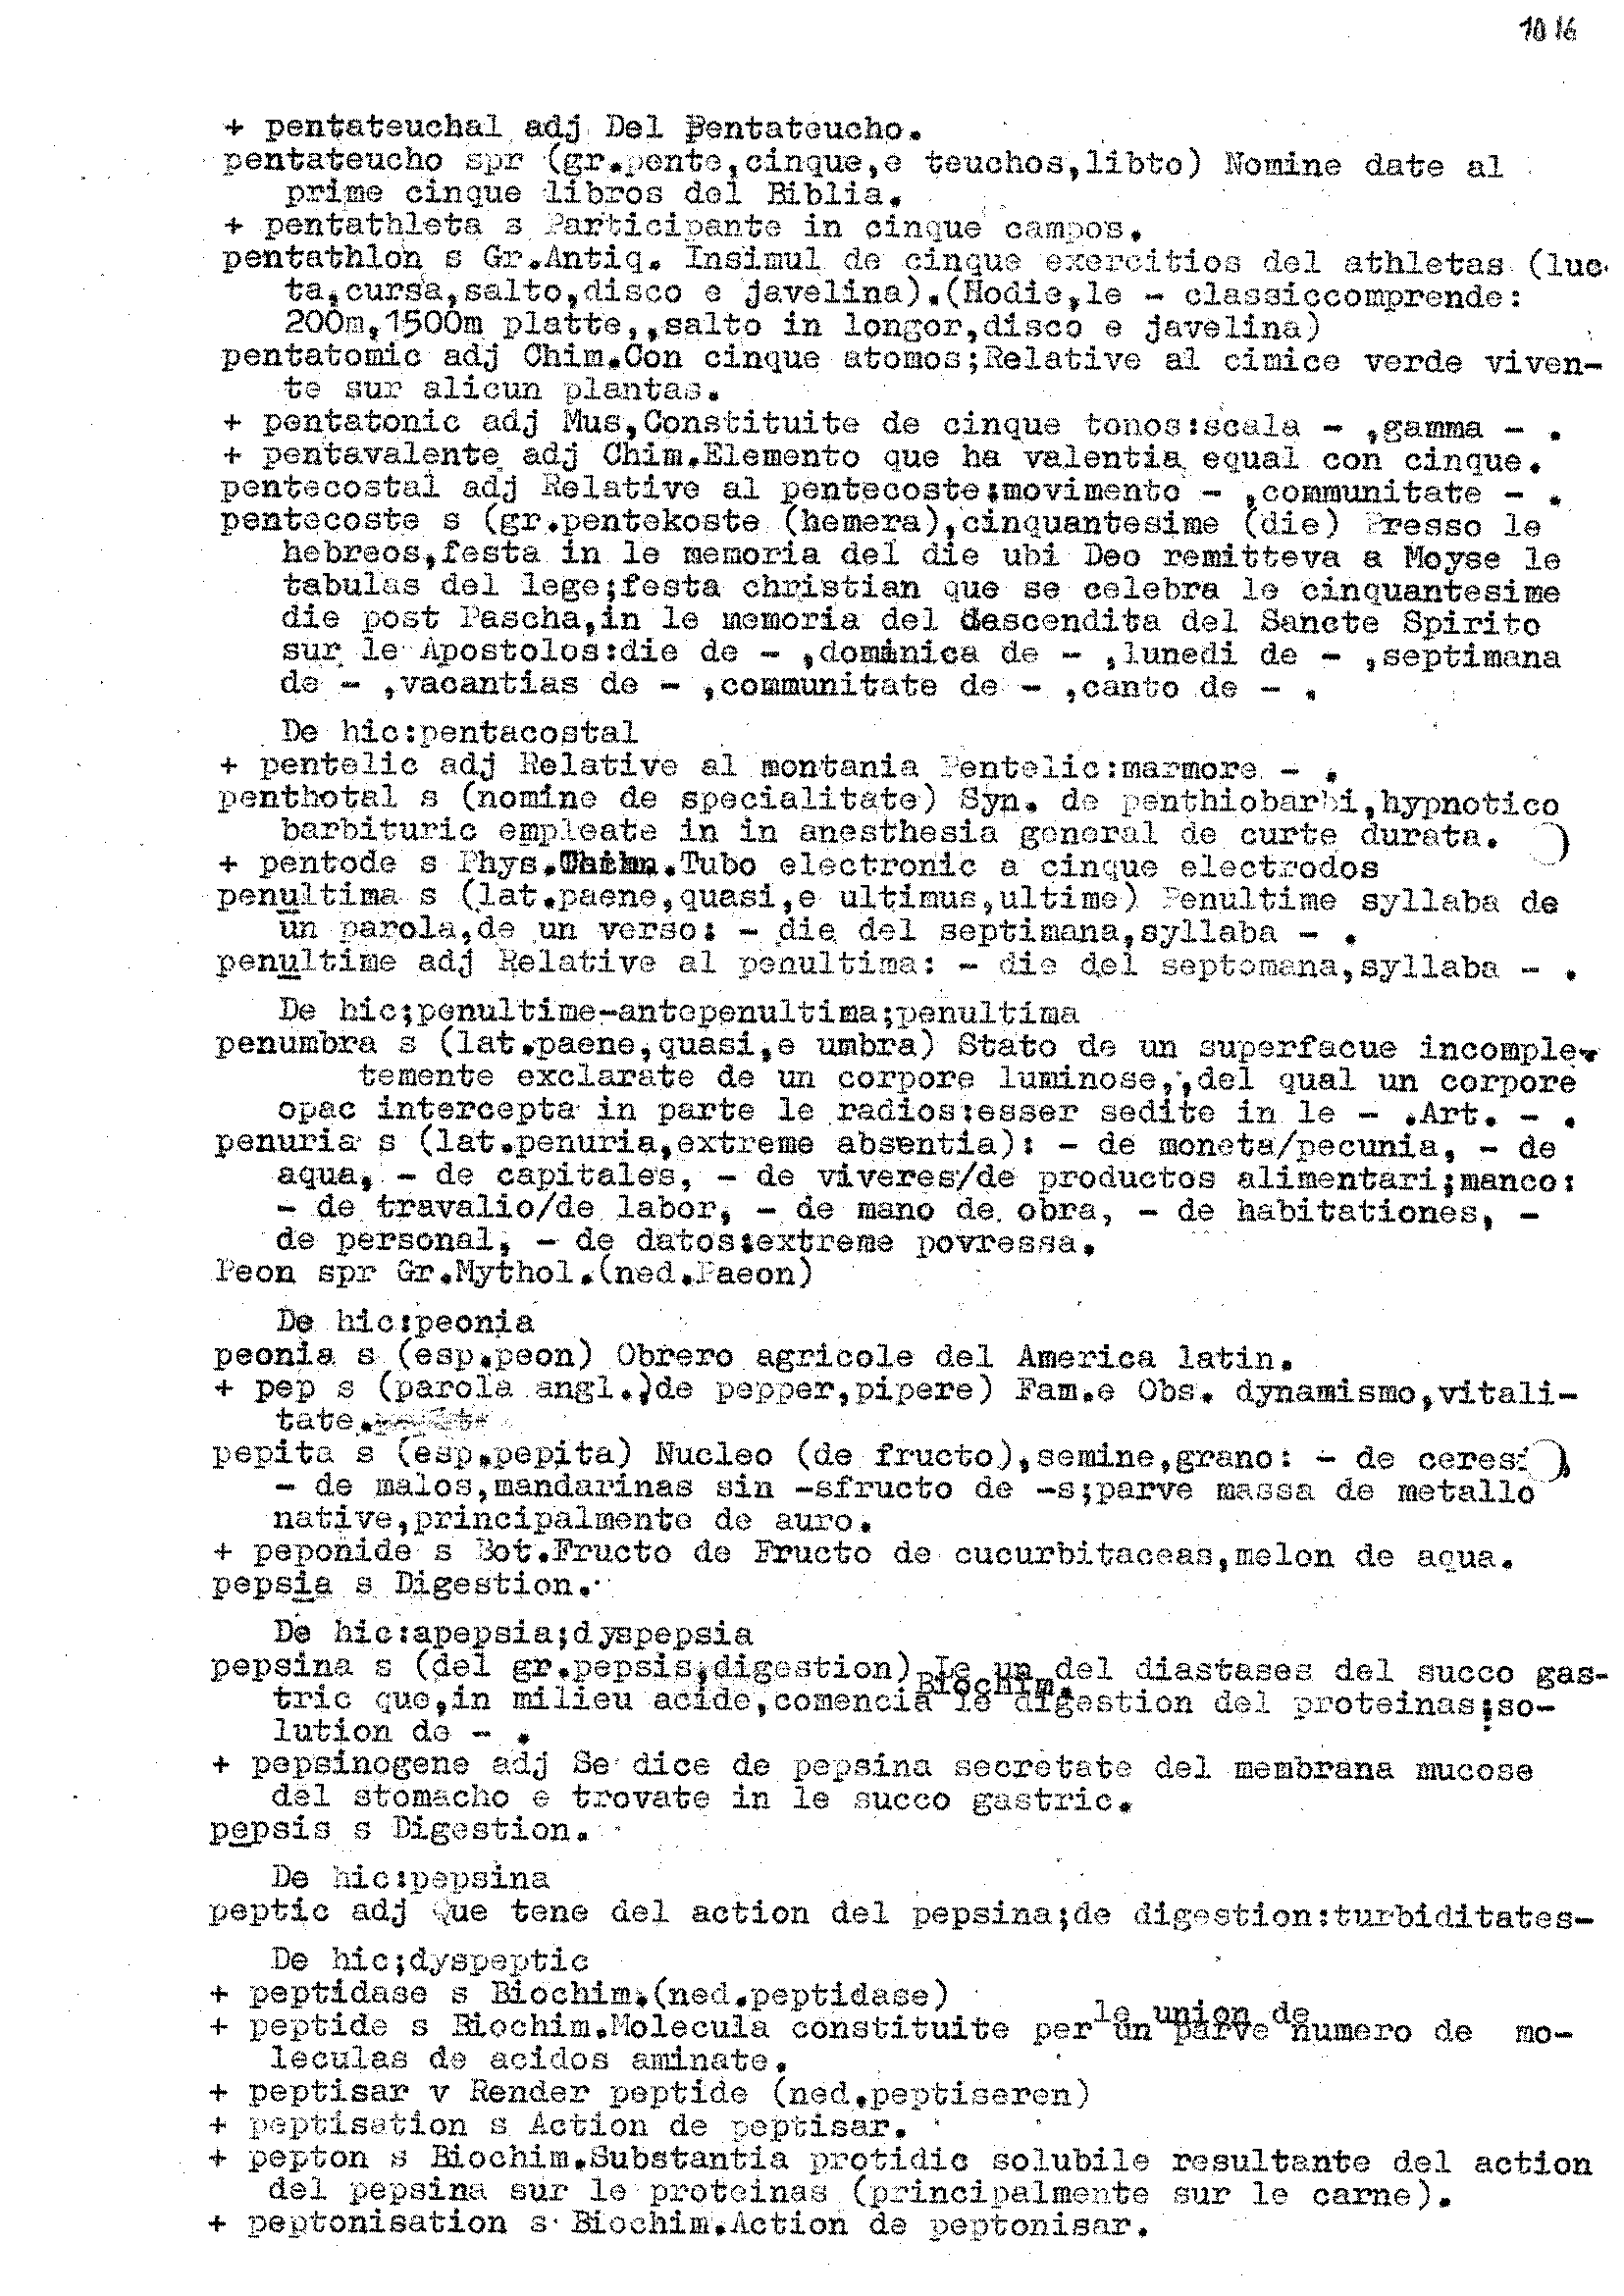 1016
+ pentateuchal adj Del Pentateucho.
pentateucho spr (gr.pente,cinque,e teuchos,libto) Nomine date al
prime cinque libros del Biblia.
+ pentathleta s Participante in cinque campos.
pentathlon s Gr.Antiq. Insimul de cinque exercitios del athletas (luc
ta,cursa,salto,disco e javelina).(Hodie,le - classiccomprende:
200m,1500m platte,,salto in longor,disco e javelina)
pentatomic adj Chim.Con cinque atomos;Relative al cimice verde viven-
te sur alicun plantas.
+ pentatonic adj Mus,Constituite de cinque tonos:scala - ,gamma - .
+ pentavalente adj Chim.Elemento que ha valentia equal con cinque.
pentecostal adj Relative al pentecoste;movimento - ,communitate - .
pentecoste s (gr.pentekoste (hemera),cinquantesime (die) Presso le
hebreos,festa in le memoria del die ubi Deo remitteva a Moyse le
tabulas del lege;festa christian que se celebra le cinquantesime
die post Pascha,in le memoria del descendita del Sancte Spirito
sur le Apostolos:die de - ,dominica de - ,lunedi de - ,septimana
de - ,vacantias de - ,communitate de - ,canto de - .
De hic:pentacostal
+ pentelic adj Relative al montania Pentelic:marmore - .
penthotal s (nomine de specialitate) Syn. de penthiobarbi,hypnotico
barbituric empleate in in anesthesia general de curte durata. )
+ pentode s Phys. .Tubo electronic a cinque electrodos
penultima s (lat.paene,quasi,e ultimus,ultime) Penultime syllaba de
un parola,de un verso: - die del septimana,syllaba - .
penultime adj Relative al penultima: - die del septomana,syllaba - .
De hic;penultime-antepenultima;penultima
penumbra s (lat.paene,quasi,e umbra) Stato de un superfacue incomple-
temente exclarate de un corpore luminose,,del qual un corpore
opac intercepta in parte le radios:esser sedite in le - .Art. - .
penuria s (lat.penuria,extreme absentia): - de moneta/pecunia, - de
aqua, - de capitales, - de viveres/de productos alimentari;manco:
- de travalio/de labor, - de mano de obra, - de habitationes, -
de personal, - de datos:extreme povressa.
Peon spr Gr.Mythol.(ned.Paeon)
De hic:peonia
peonia s (esp.peon) Obrero agricole del America latin.
+ pep s (parola angl.)de pepper,pipere) Fam.e Obs. dynamismo,vitali-
tate.
pepita s (esp.pepita) Nucleo (de fructo),semine,grano: - de ceresi ),
- de malos,mandarinas sin -sfructo de -s;parve massa de metallo
native,principalmente de auro.
+ peponide s Bot.Fructo de Fructo de cucurbitaceas,melon de aqua.
pepsia s Digestion.
De hic:apepsia;dyspepsia
pepsina s (del gr.pepsis,digestion) Le un del diastases del succo gas-
Biochim.
tric que,in milieu acide,comencia le digestion del proteinas:so-
lution de - .
+ pepsinogene adj Se dice de pepsina secretate del membrana mucose
del stomacho e trovate in le succo gastric.
pepsis s Digestion.
De hic:pepsina
peptic adj Que tene del action del pepsina;de digestion:turbiditates-
De hic;dyspeptic
+ peptidase s Biochim.(ned.peptidase)
le union de
+ peptide s Biochim.Molecula constituite per un parve numero de mo-
leculas de acidos aminate.
+ peptisar v Render peptide (ned.peptiseren)
+ peptisation s Action de peptisar.
+ pepton s Biochim.Substantia protidic solubile resultante del action
del pepsina sur le proteinas (principalmente sur le carne).
+ peptonisation s Biochim.Action de peptonisar.